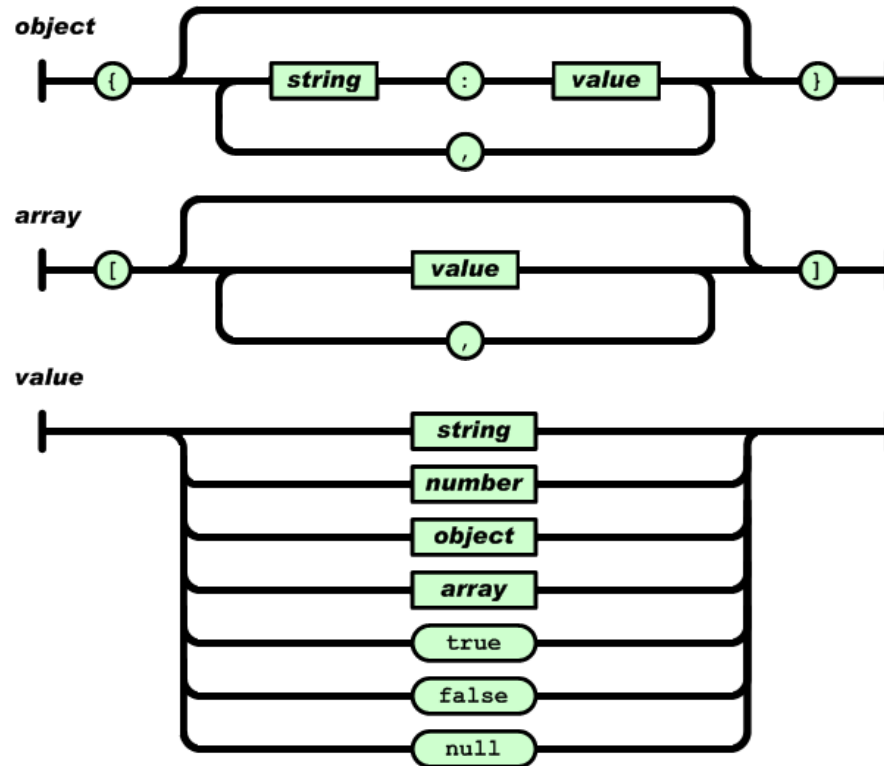 object
{ string : value }
,
array
[ value ]
,
value
string
number
object
array
true
false
null